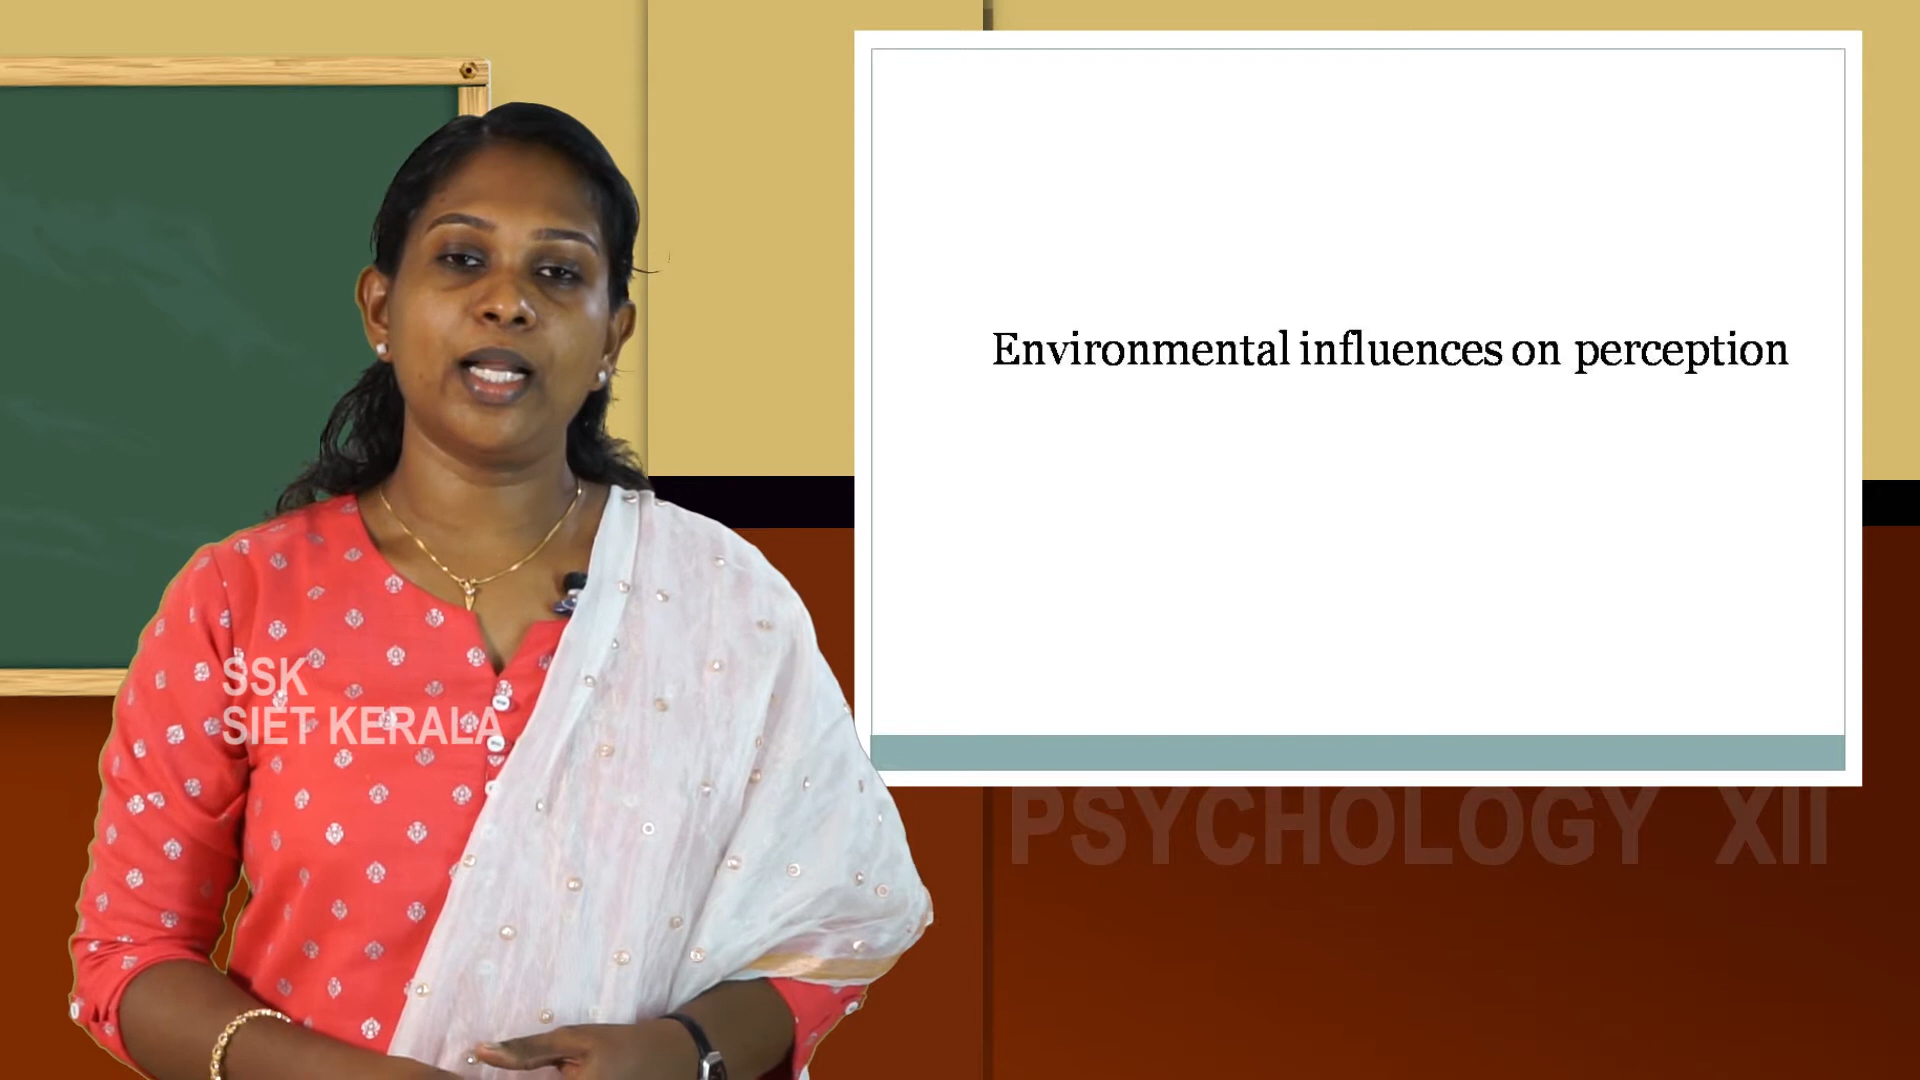 Environmental influences on perception
SSK
SIET KERALA
PSYCHOLOGY XII